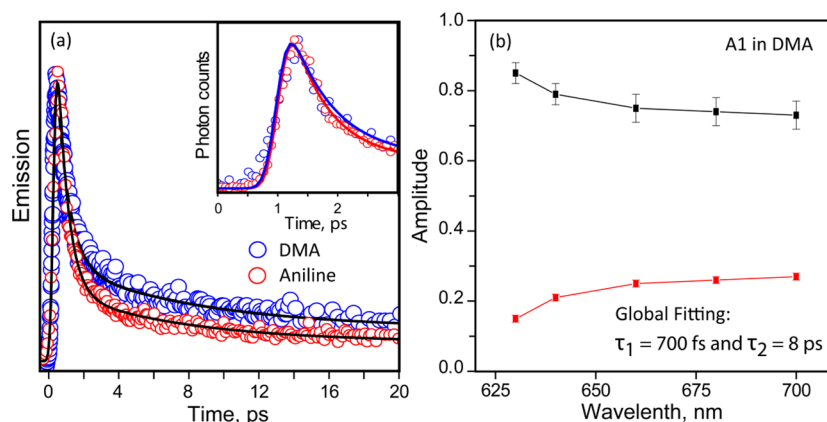 (a)
Emission
0 4 8 12 16 20
Time, ps
DMA
Aniline
Photon counts
0 1 2
Time, ps
(b)
A1 in DMA
Amplitude
1.0
0.8
0.6
0.4
0.2
0.0
Global Fitting:
τ1 = 700 fs and τ2 = 8 ps
625 650 675 700
Wavelenth, nm